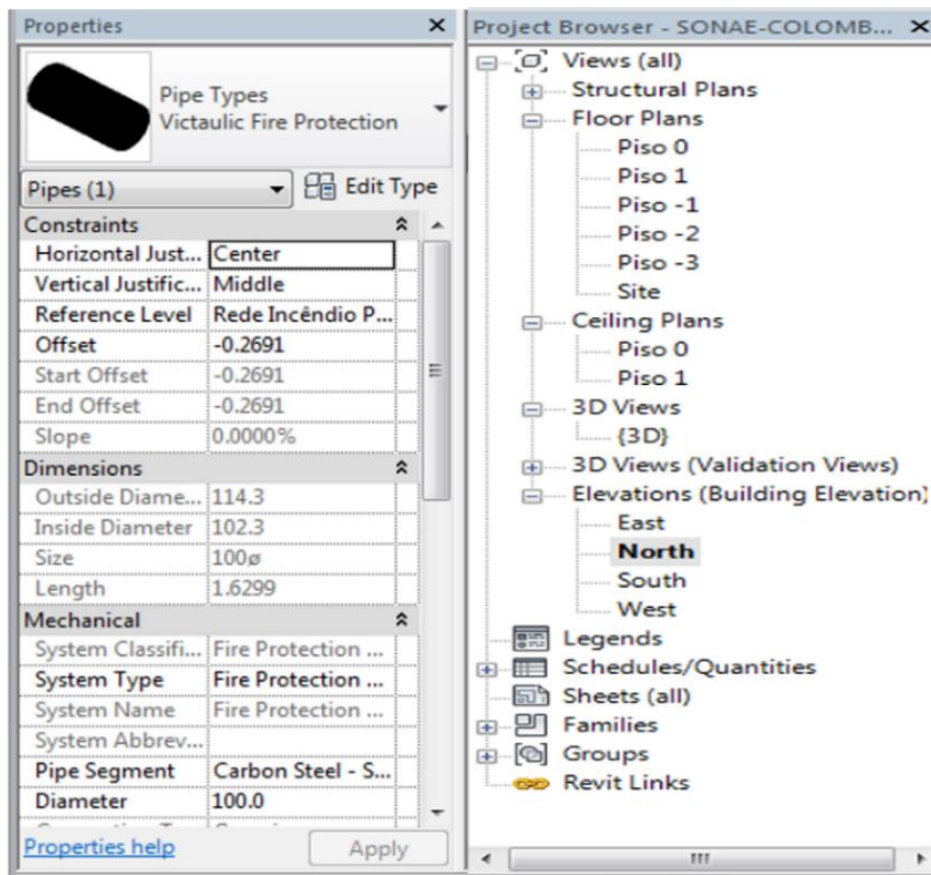 Properties
Pipe Types
Victaulic Fire Protection
Pipes (1)
Edit Type
Constraints
Horizontal Just... Center
Vertical Justific... Middle
Reference Level Rede Incêndio P...
Offset -0.2691
Start Offset -0.2691
End Offset -0.2691
Slope 0.0000%
Dimensions
Outside Diame... 114.3
Inside Diameter 102.3
Size 100ø
Length 1.6299
Mechanical
System Classifi... Fire Protection ...
System Type Fire Protection ...
System Name Fire Protection ...
System Abbrev...
Pipe Segment Carbon Steel - S...
Diameter 100.0
Properties help
Apply
Project Browser - SONAE-COLOMB...
Views (all)
Structural Plans
Floor Plans
Piso 0
Piso 1
Piso -1
Piso -2
Piso -3
Site
Ceiling Plans
Piso 0
Piso 1
3D Views
{3D}
3D Views (Validation Views)
Elevations (Building Elevation)
East
North
South
West
Legends
Schedules/Quantities
Sheets (all)
Families
Groups
Revit Links